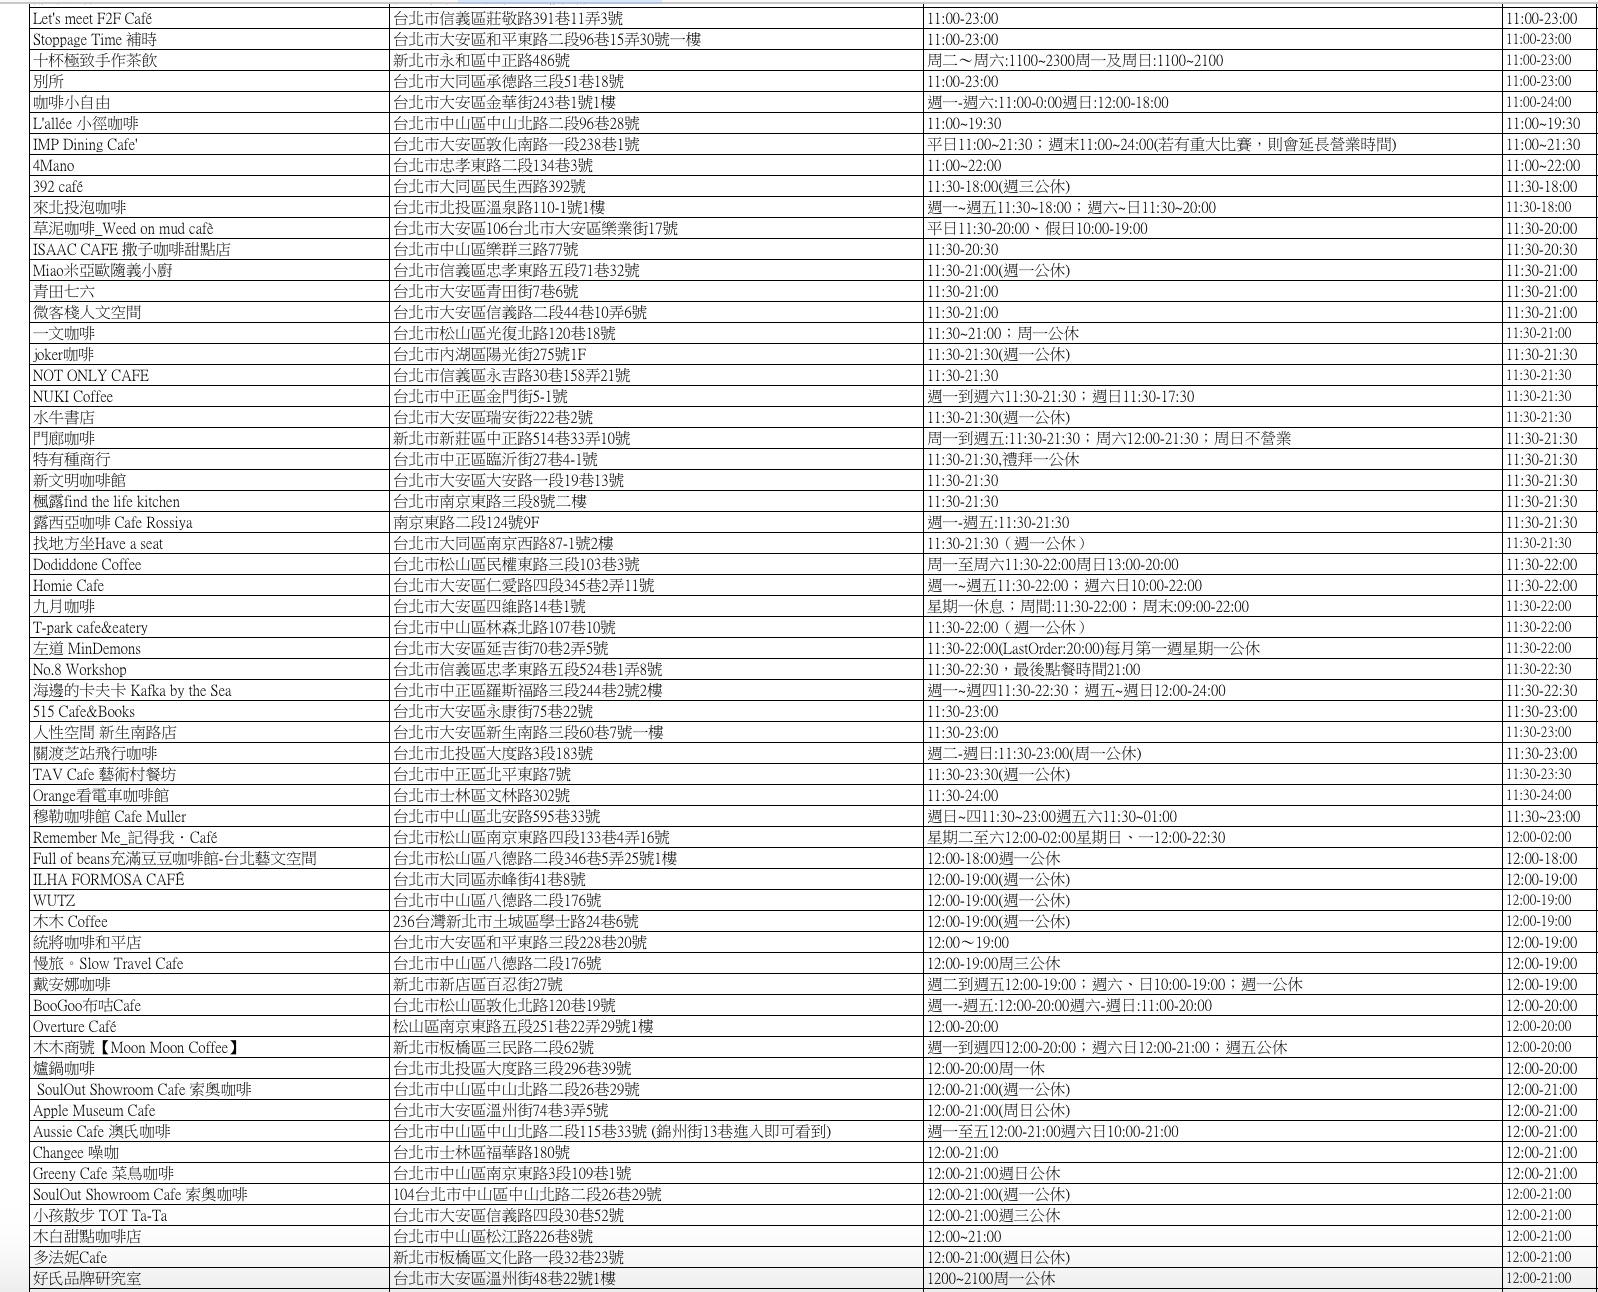 Let's meet F2F Café 台北市信義區莊敬路391巷11弄3號 11:00-23:00 11:00-23:00
Stoppage Time 補時 台北市大安區和平東路二段96巷15弄30號一樓 11:00-23:00 11:00-23:00
十杯極致手作茶飲 新北市永和區中正路486號 周二～周六:1100~2300周一及周日:1100~2100 11:00-23:00
別所 台北市大同區承德路三段51巷18號 11:00-23:00 11:00-23:00
咖啡小自由 台北市大安區金華街243巷1號1樓 週一-週六:11:00-0:00週日:12:00-18:00 11:00-24:00
L'allée 小徑咖啡 台北市中山區中山北路二段96巷28號 11:00~19:30 11:00~19:30
IMP Dining Cafe' 台北市大安區敦化南路一段238巷1號 平日11:00~21:30；週末11:00~24:00(若有重大比賽，則會延長營業時間) 11:00~21:30
4Mano 台北市忠孝東路二段134巷3號 11:00~22:00 11:00~22:00
392 café 台北市大同區民生西路392號 11:30-18:00(週三公休) 11:30-18:00
來北投泡咖啡 台北市北投區溫泉路110-1號1樓 週一~週五11:30~18:00；週六~日11:30~20:00 11:30-18:00
草泥咖啡_Weed on mud cafè 台北市大安區106台北市大安區樂業街17號 平日11:30-20:00、假日10:00-19:00 11:30-20:00
ISAAC CAFE 撒子咖啡甜點店 台北市中山區樂群三路77號 11:30-20:30 11:30-20:30
Miao米亞歐隨義小廚 台北市信義區忠孝東路五段71巷32號 11:30-21:00(週一公休) 11:30-21:00
青田七六 台北市大安區青田街7巷6號 11:30-21:00 11:30-21:00
微客棧人文空間 台北市大安區信義路二段44巷10弄6號 11:30-21:00 11:30-21:00
一文咖啡 台北市松山區光復北路120巷18號 11:30~21:00；周一公休 11:30-21:00
joker咖啡 台北市內湖區陽光街275號1F 11:30-21:30(週一公休) 11:30-21:30
NOT ONLY CAFE 台北市信義區永吉路30巷158弄21號 11:30-21:30 11:30-21:30
NUKI Coffee 台北市中正區金門街5-1號 週一到週六11:30-21:30；週日11:30-17:30 11:30-21:30
水牛書店 台北市大安區瑞安街222巷2號 11:30-21:30(週一公休) 11:30-21:30
門廊咖啡 新北市新莊區中正路514巷33弄10號 周一到週五:11:30-21:30；周六12:00-21:30；周日不營業 11:30-21:30
特有種商行 台北市中正區臨沂街27巷4-1號 11:30-21:30,禮拜一公休 11:30-21:30
新文明咖啡館 台北市大安區大安路一段19巷13號 11:30-21:30 11:30-21:30
楓露find the life kitchen 台北市南京東路三段8號二樓 11:30-21:30 11:30-21:30
露西亞咖啡 Cafe Rossiya 南京東路二段124號9F 週一-週五:11:30-21:30 11:30-21:30
找地方坐Have a seat 台北市大同區南京西路87-1號2樓 11:30-21:30（週一公休） 11:30-21:30
Dodiddone Coffee 台北市松山區民權東路三段103巷3號 周一至周六11:30-22:00周日13:00-20:00 11:30-22:00
Homie Cafe 台北市大安區仁愛路四段345巷2弄11號 週一~週五11:30-22:00；週六日10:00-22:00 11:30-22:00
九月咖啡 台北市大安區四維路14巷1號 星期一休息；周間:11:30-22:00；周末:09:00-22:00 11:30-22:00
T-park cafe&eatery 台北市中山區林森北路107巷10號 11:30-22:00（週一公休） 11:30-22:00
左道 MinDemons 台北市大安區延吉街70巷2弄5號 11:30-22:00(LastOrder:20:00)每月第一週星期一公休 11:30-22:00
No.8 Workshop 台北市信義區忠孝東路五段524巷1弄8號 11:30-22:30，最後點餐時間21:00 11:30-22:30
海邊的卡夫卡 Kafka by the Sea 台北市中正區羅斯福路三段244巷2號2樓 週一~週四11:30-22:30；週五~週日12:00-24:00 11:30-22:30
515 Cafe&Books 台北市大安區永康街75巷22號 11:30-23:00 11:30-23:00
人性空間 新生南路店 台北市大安區新生南路三段60巷7號一樓 11:30-23:00 11:30-23:00
關渡芝站飛行咖啡 台北市北投區大度路3段183號 週二-週日:11:30-23:00(周一公休) 11:30-23:00
TAV Cafe 藝術村餐坊 台北市中正區北平東路7號 11:30-23:30(週一公休) 11:30-23:30
Orange看電車咖啡館 台北市士林區文林路302號 11:30-24:00 11:30-24:00
穆勒咖啡館 Cafe Muller 台北市中山區北安路595巷33號 週日~四11:30~23:00週五六11:30~01:00 11:30~23:00
Remember Me_記得我．Café 台北市松山區南京東路四段133巷4弄16號 星期二至六12:00-02:00星期日、一12:00-22:30 12:00-02:00
Full of beans充滿豆豆咖啡館-台北藝文空間 台北市松山區八德路二段346巷5弄25號1樓 12:00-18:00週一公休 12:00-18:00
ILHA FORMOSA CAFÉ 台北市大同區赤峰街41巷8號 12:00-19:00(週一公休) 12:00-19:00
WUTZ 台北市中山區八德路二段176號 12:00-19:00(週一公休) 12:00-19:00
木木 Coffee 236台灣新北市土城區學士路24巷6號 12:00-19:00(週一公休) 12:00-19:00
統將咖啡和平店 台北市大安區和平東路三段228巷20號 12:00～19:00 12:00-19:00
慢旅。Slow Travel Cafe 台北市中山區八德路二段176號 12:00-19:00周三公休 12:00-19:00
戴安娜咖啡 新北市新店區百忍街27號 週二到週五12:00-19:00；週六、日10:00-19:00；週一公休 12:00-19:00
BooGoo布咕Cafe 台北市松山區敦化北路120巷19號 週一-週五:12:00-20:00週六-週日:11:00-20:00 12:00-20:00
Overture Café 松山區南京東路五段251巷22弄29號1樓 12:00-20:00 12:00-20:00
木木商號【Moon Moon Coffee】 新北市板橋區三民路二段62號 週一到週四12:00-20:00；週六日12:00-21:00；週五公休 12:00-20:00
爐鍋咖啡 台北市北投區大度路三段296巷39號 12:00-20:00周一休 12:00-20:00
SoulOut Showroom Cafe 索奧咖啡 台北市中山區中山北路二段26巷29號 12:00-21:00(週一公休) 12:00-21:00
Apple Museum Cafe 台北市大安區溫州街74巷3弄5號 12:00-21:00(周日公休) 12:00-21:00
Aussie Cafe 澳氏咖啡 台北市中山區中山北路二段115巷33號 (錦州街13巷進入即可看到) 週一至五12:00-21:00週六日10:00-21:00 12:00-21:00
Changee 嗓咖 台北市士林區福華路180號 12:00-21:00 12:00-21:00
Greeny Cafe 菜鳥咖啡 台北市中山區南京東路3段109巷1號 12:00-21:00週日公休 12:00-21:00
SoulOut Showroom Cafe 索奧咖啡 104台北市中山區中山北路二段26巷29號 12:00-21:00(週一公休) 12:00-21:00
小孩散步 TOT Ta-Ta 台北市大安區信義路四段30巷52號 12:00-21:00週三公休 12:00-21:00
木白甜點咖啡店 台北市中山區松江路226巷8號 12:00~21:00 12:00-21:00
多法妮Cafe 新北市板橋區文化路一段32巷23號 12:00-21:00(週日公休) 12:00-21:00
好氏品牌研究室 台北市大安區溫州街48巷22號1樓 1200~2100周一公休 12:00-21:00